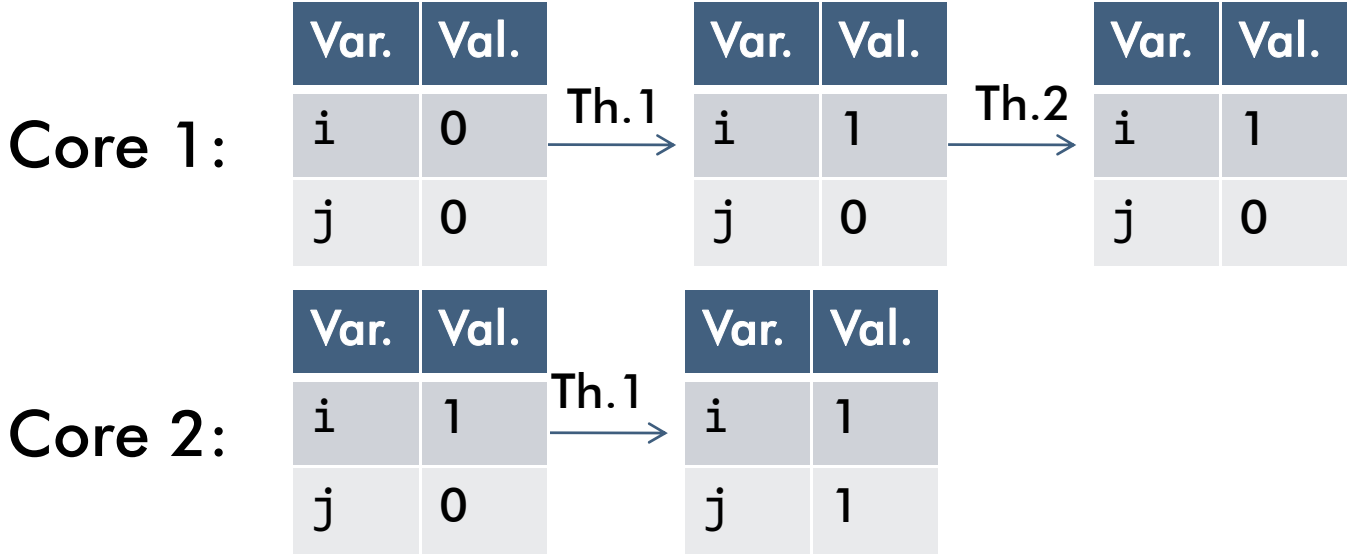 Var. Val. Var. Val. Var. Val.
Th.1 Th.2
Core 1: i 0 i 1 i 1
j 0 j 0 j 0
Var. Val. Var. Val.
Th.1
Core 2: i 1 i 1
j 0 j 1